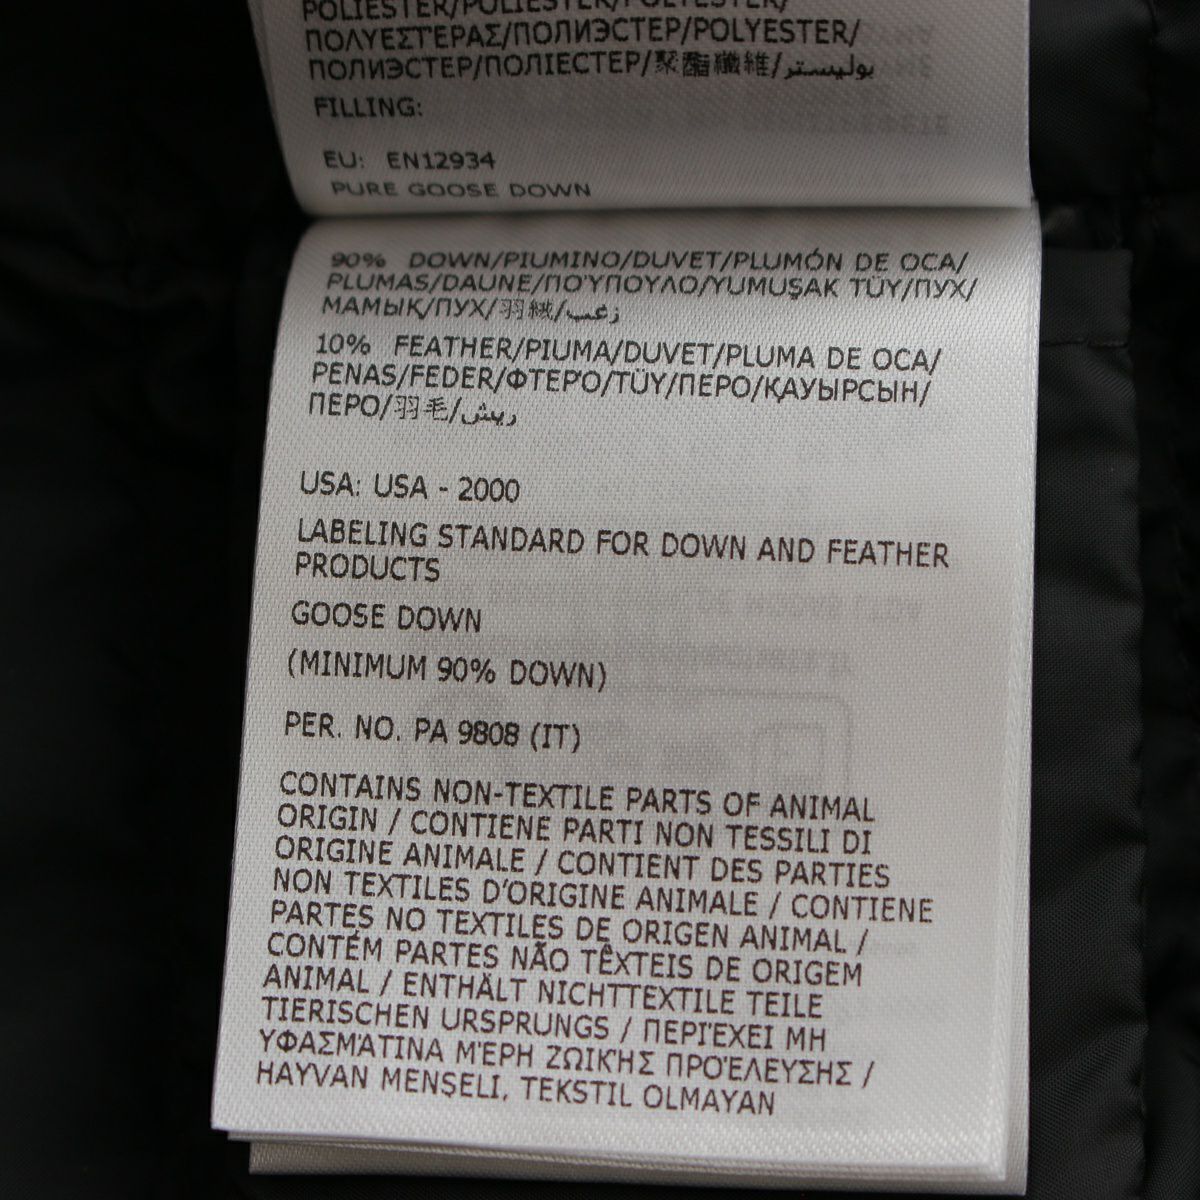 POLIESTER/POLIESTER/POLYESTER/
ΠΟΛΥΕΣΤΕΡΑΣ/ПОЛИЭСТЕР/POLYESTER/
ПОЛИЭСТЕР/ПОЛІЕСТЕР/聚酯纖維/بوليستر
FILLING:
EU: EN12934
PURE GOOSE DOWN
90% DOWN/PIUMINO/DUVET/PLUMÓN DE OCA/
PLUMAS/DAUNE/ΠΟΎΠΟΥΛΟ/YUMUŞAK TÜY/ПУХ/
МАМЫҚ/ПУХ/羽絨/زغب
10% FEATHER/PIUMA/DUVET/PLUMA DE OCA/
PENAS/FEDER/ΦΤΕΡΌ/TÜY/ПЕРО/ҚАУЫРСЫН/
ПЕРО/羽毛/ريش
USA: USA - 2000
LABELING STANDARD FOR DOWN AND FEATHER
PRODUCTS
GOOSE DOWN
(MINIMUM 90% DOWN)
PER. NO. PA 9808 (IT)
CONTAINS NON-TEXTILE PARTS OF ANIMAL
ORIGIN / CONTIENE PARTI NON TESSILI DI
ORIGINE ANIMALE / CONTIENT DES PARTIES
NON TEXTILES D'ORIGINE ANIMALE / CONTIENE
PARTES NO TEXTILES DE ORIGEN ANIMAL /
CONTÉM PARTES NÃO TÊXTEIS DE ORIGEM
ANIMAL / ENTHÄLT NICHTTEXTILE TEILE
TIERISCHEN URSPRUNGS / ΠΕΡΙΈΧΕΙ ΜΗ
ΥΦΑΣΜΆΤΙΝΑ ΜΈΡΗ ΖΩΙΚΉΣ ΠΡΟΈΛΕΥΣΗΣ /
HAYVAN MENŞELI, TEKSTIL OLMAYAN